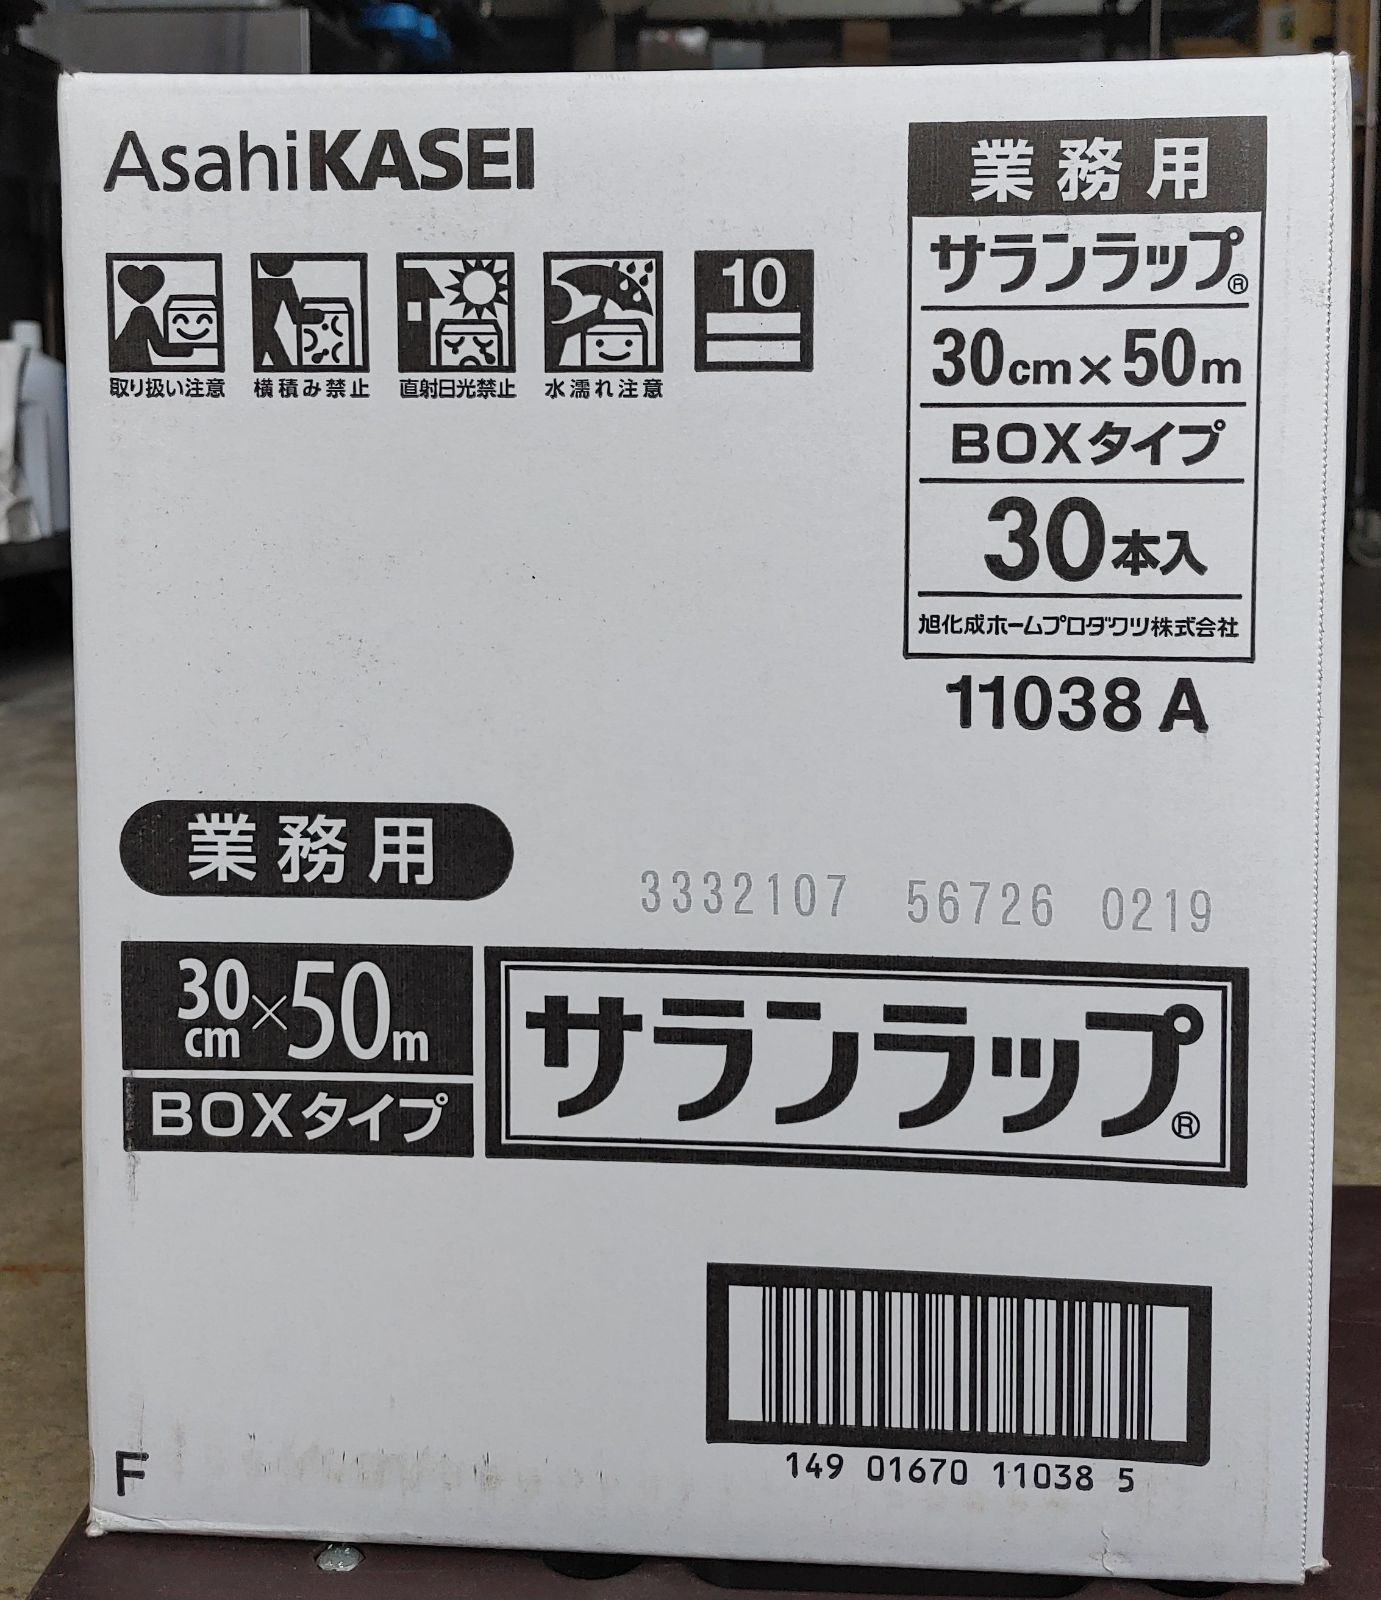 AsahiKASEI
取り扱い注意
横積み禁止
直射日光禁止
水濡れ注意
10
業務用
サランラップ®
30cm×50m
BOXタイプ
30本入
旭化成ホームプロダクツ株式会社
11038 A
業務用
3332107 56726 0219
30cm×50m
BOXタイプ
サランラップ®
149 01670 11038 5
F